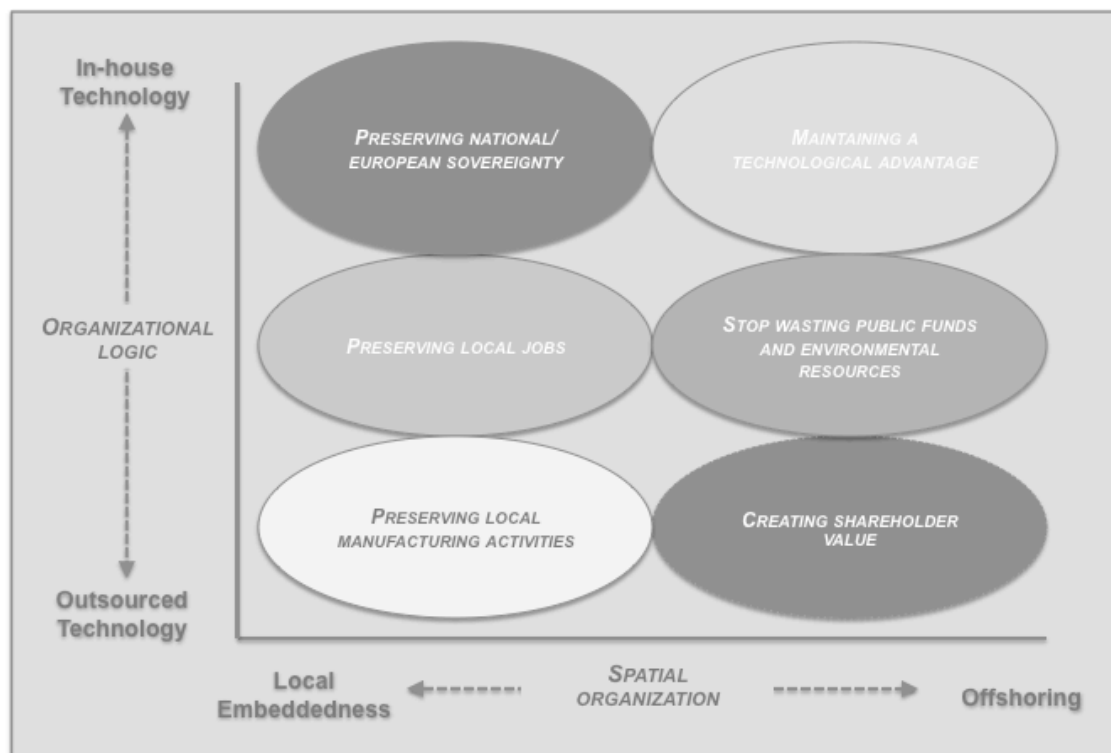 In-house
Technology
PRESERVING NATIONAL/
EUROPEAN SOVEREIGNTY
MAINTAINING A
TECHNOLOGICAL ADVANTAGE
ORGANIZATIONAL
LOGIC
PRESERVING LOCAL JOBS
STOP WASTING PUBLIC FUNDS
AND ENVIRONMENTAL
RESOURCES
PRESERVING LOCAL
MANUFACTURING ACTIVITIES
CREATING SHAREHOLDER
VALUE
Outsourced
Technology
Local
Embeddedness
SPATIAL
ORGANIZATION
Offshoring